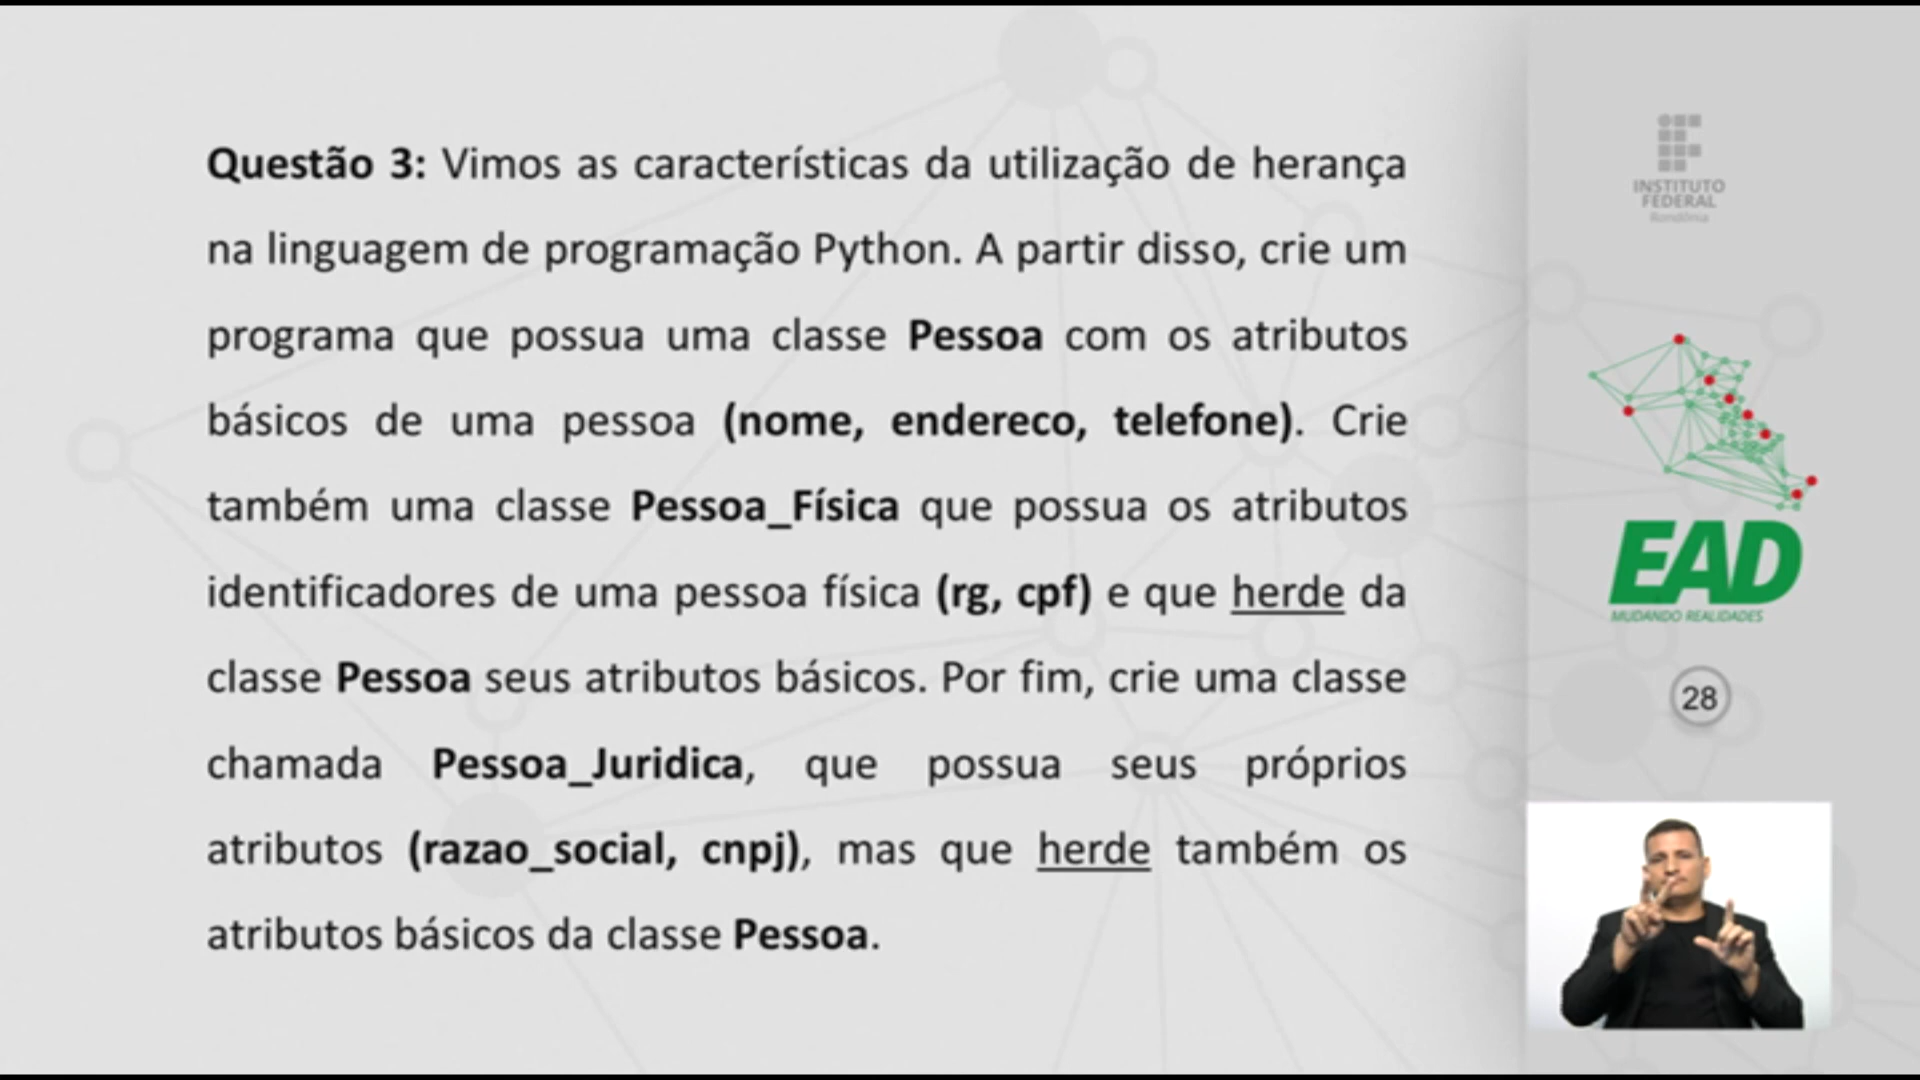 Questão 3: Vimos as características da utilização de herança
na linguagem de programação Python. A partir disso, crie um
programa que possua uma classe Pessoa com os atributos
básicos de uma pessoa (nome, endereco, telefone). Crie
também uma classe Pessoa_Física que possua os atributos
identificadores de uma pessoa física (rg, cpf) e que herde da
classe Pessoa seus atributos básicos. Por fim, crie uma classe
chamada Pessoa_Juridica, que possua seus próprios
atributos (razao_social, cnpj), mas que herde também os
atributos básicos da classe Pessoa.
INSTITUTO
FEDERAL
Rondônia
EAD
MUDANDO REALIDADES
28